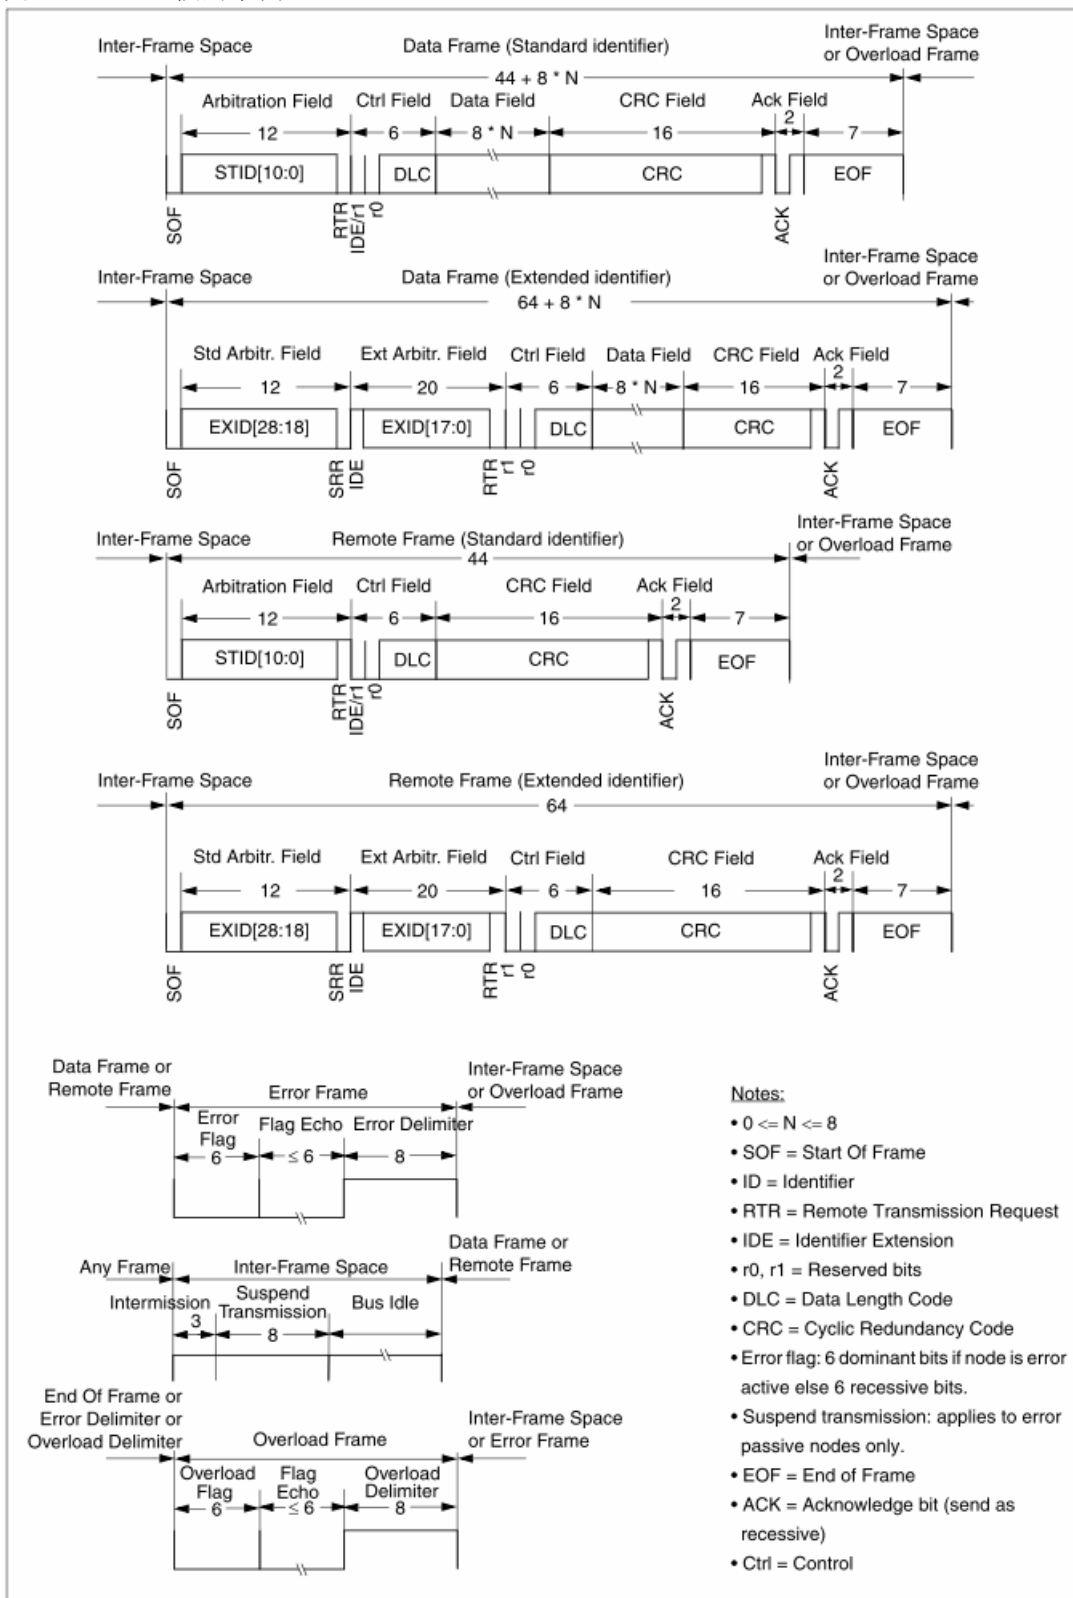 Inter-Frame Space
Data Frame (Standard identifier)
Inter-Frame Space
or Overload Frame
44 + 8 * N
Arbitration Field
Ctrl Field
Data Field
CRC Field
Ack Field
12
6
8 * N
16
2
7
STID[10:0]
DLC
CRC
EOF
SOF
RTR
IDE/r1
r0
ACK
Inter-Frame Space
Data Frame (Extended identifier)
Inter-Frame Space
or Overload Frame
64 + 8 * N
Std Arbitr. Field
Ext Arbitr. Field
Ctrl Field
Data Field
CRC Field
Ack Field
12
20
6
8 * N
16
2
7
EXID[28:18]
EXID[17:0]
DLC
CRC
EOF
SOF
SRR
IDE
RTR
r1
r0
ACK
Inter-Frame Space
Remote Frame (Standard identifier)
Inter-Frame Space
or Overload Frame
44
Arbitration Field
Ctrl Field
CRC Field
Ack Field
12
6
16
2
7
STID[10:0]
DLC
CRC
EOF
SOF
RTR
IDE/r1
r0
ACK
Inter-Frame Space
Remote Frame (Extended identifier)
Inter-Frame Space
or Overload Frame
64
Std Arbitr. Field
Ext Arbitr. Field
Ctrl Field
CRC Field
Ack Field
12
20
6
16
2
7
EXID[28:18]
EXID[17:0]
DLC
CRC
EOF
SOF
SRR
IDE
RTR
r1
r0
ACK
Data Frame or
Remote Frame
Error Frame
Inter-Frame Space
or Overload Frame
Error
Flag
Flag Echo
Error Delimiter
6
≤ 6
8
Any Frame
Inter-Frame Space
Data Frame or
Remote Frame
Intermission
Suspend
Transmission
Bus Idle
3
8
End Of Frame or
Error Delimiter or
Overload Delimiter
Overload Frame
Inter-Frame Space
or Error Frame
Overload
Flag
Flag
Echo
Overload
Delimiter
6
≤ 6
8
Notes:
• 0 <= N <= 8
• SOF = Start Of Frame
• ID = Identifier
• RTR = Remote Transmission Request
• IDE = Identifier Extension
• r0, r1 = Reserved bits
• DLC = Data Length Code
• CRC = Cyclic Redundancy Code
• Error flag: 6 dominant bits if node is error
active else 6 recessive bits.
• Suspend transmission: applies to error
passive nodes only.
• EOF = End of Frame
• ACK = Acknowledge bit (send as
recessive)
• Ctrl = Control